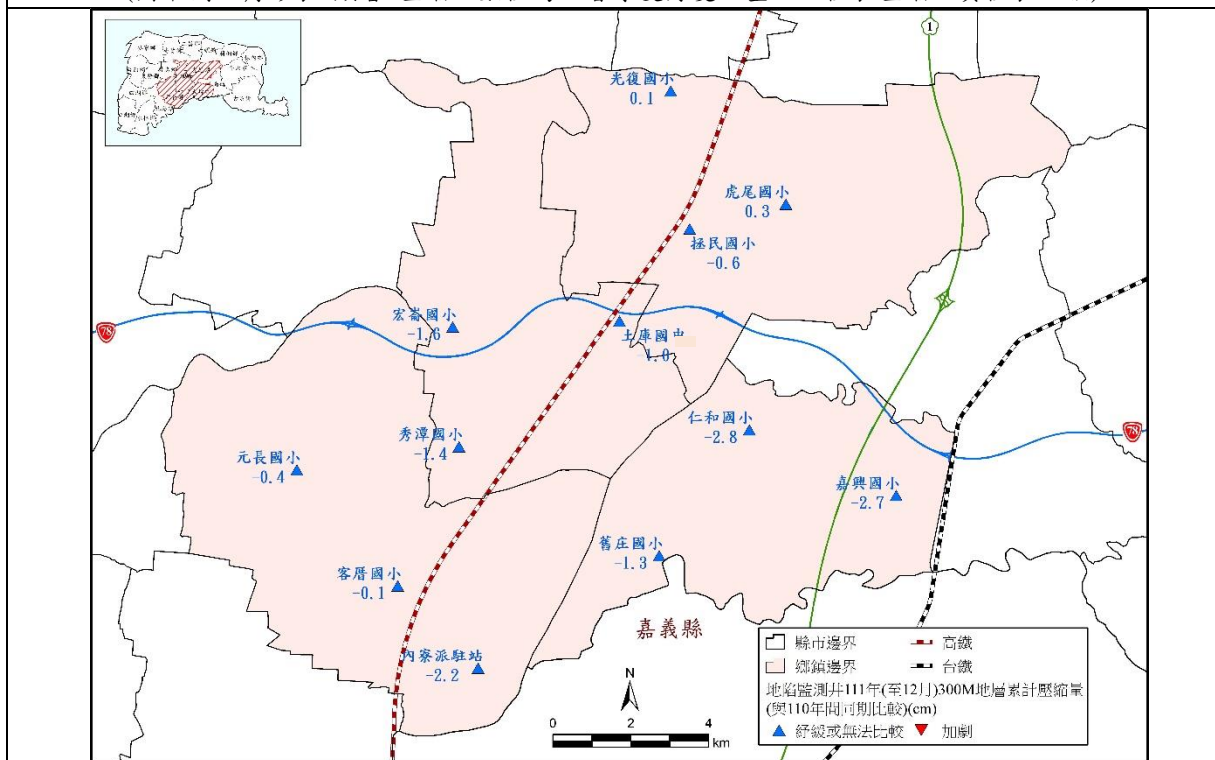 1
光復國小
0.1
虎尾國小
0.3
拯民國小
-0.6
宏崙國小
-1.6
土庫國中
-1.0
78
秀潭國小
-1.4
仁和國小
-2.8
78
元長國小
-0.4
嘉興國小
-2.7
舊庄國小
-1.3
客厝國小
-0.1
嘉義縣
內寮派駐站
-2.2
N
0 2 4
km
縣市邊界 高鐵
鄉鎮邊界 台鐵
地陷監測井111年(至12月)300M地層累計壓縮量
(與110年間同期比較)(cm)
紓緩或無法比較 加劇